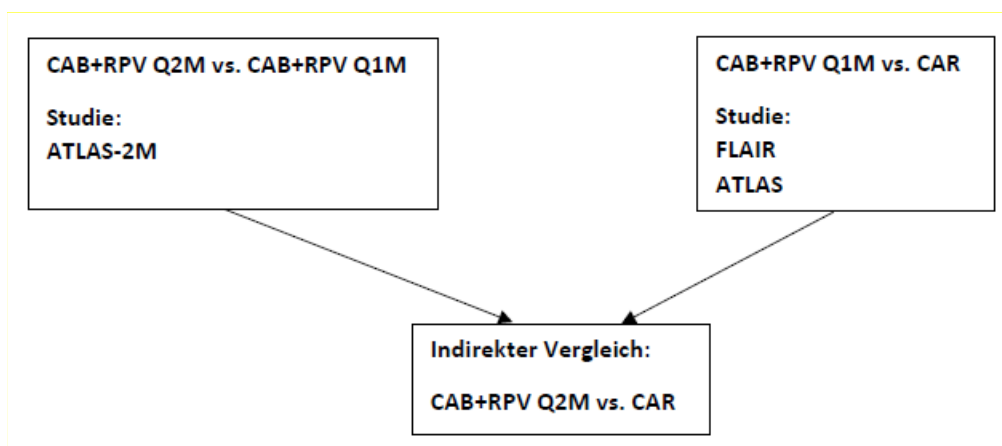 CAB+RPV Q2M vs. CAB+RPV Q1M
Studie:
ATLAS-2M
CAB+RPV Q1M vs. CAR
Studie:
FLAIR
ATLAS
Indirekter Vergleich:
CAB+RPV Q2M vs. CAR